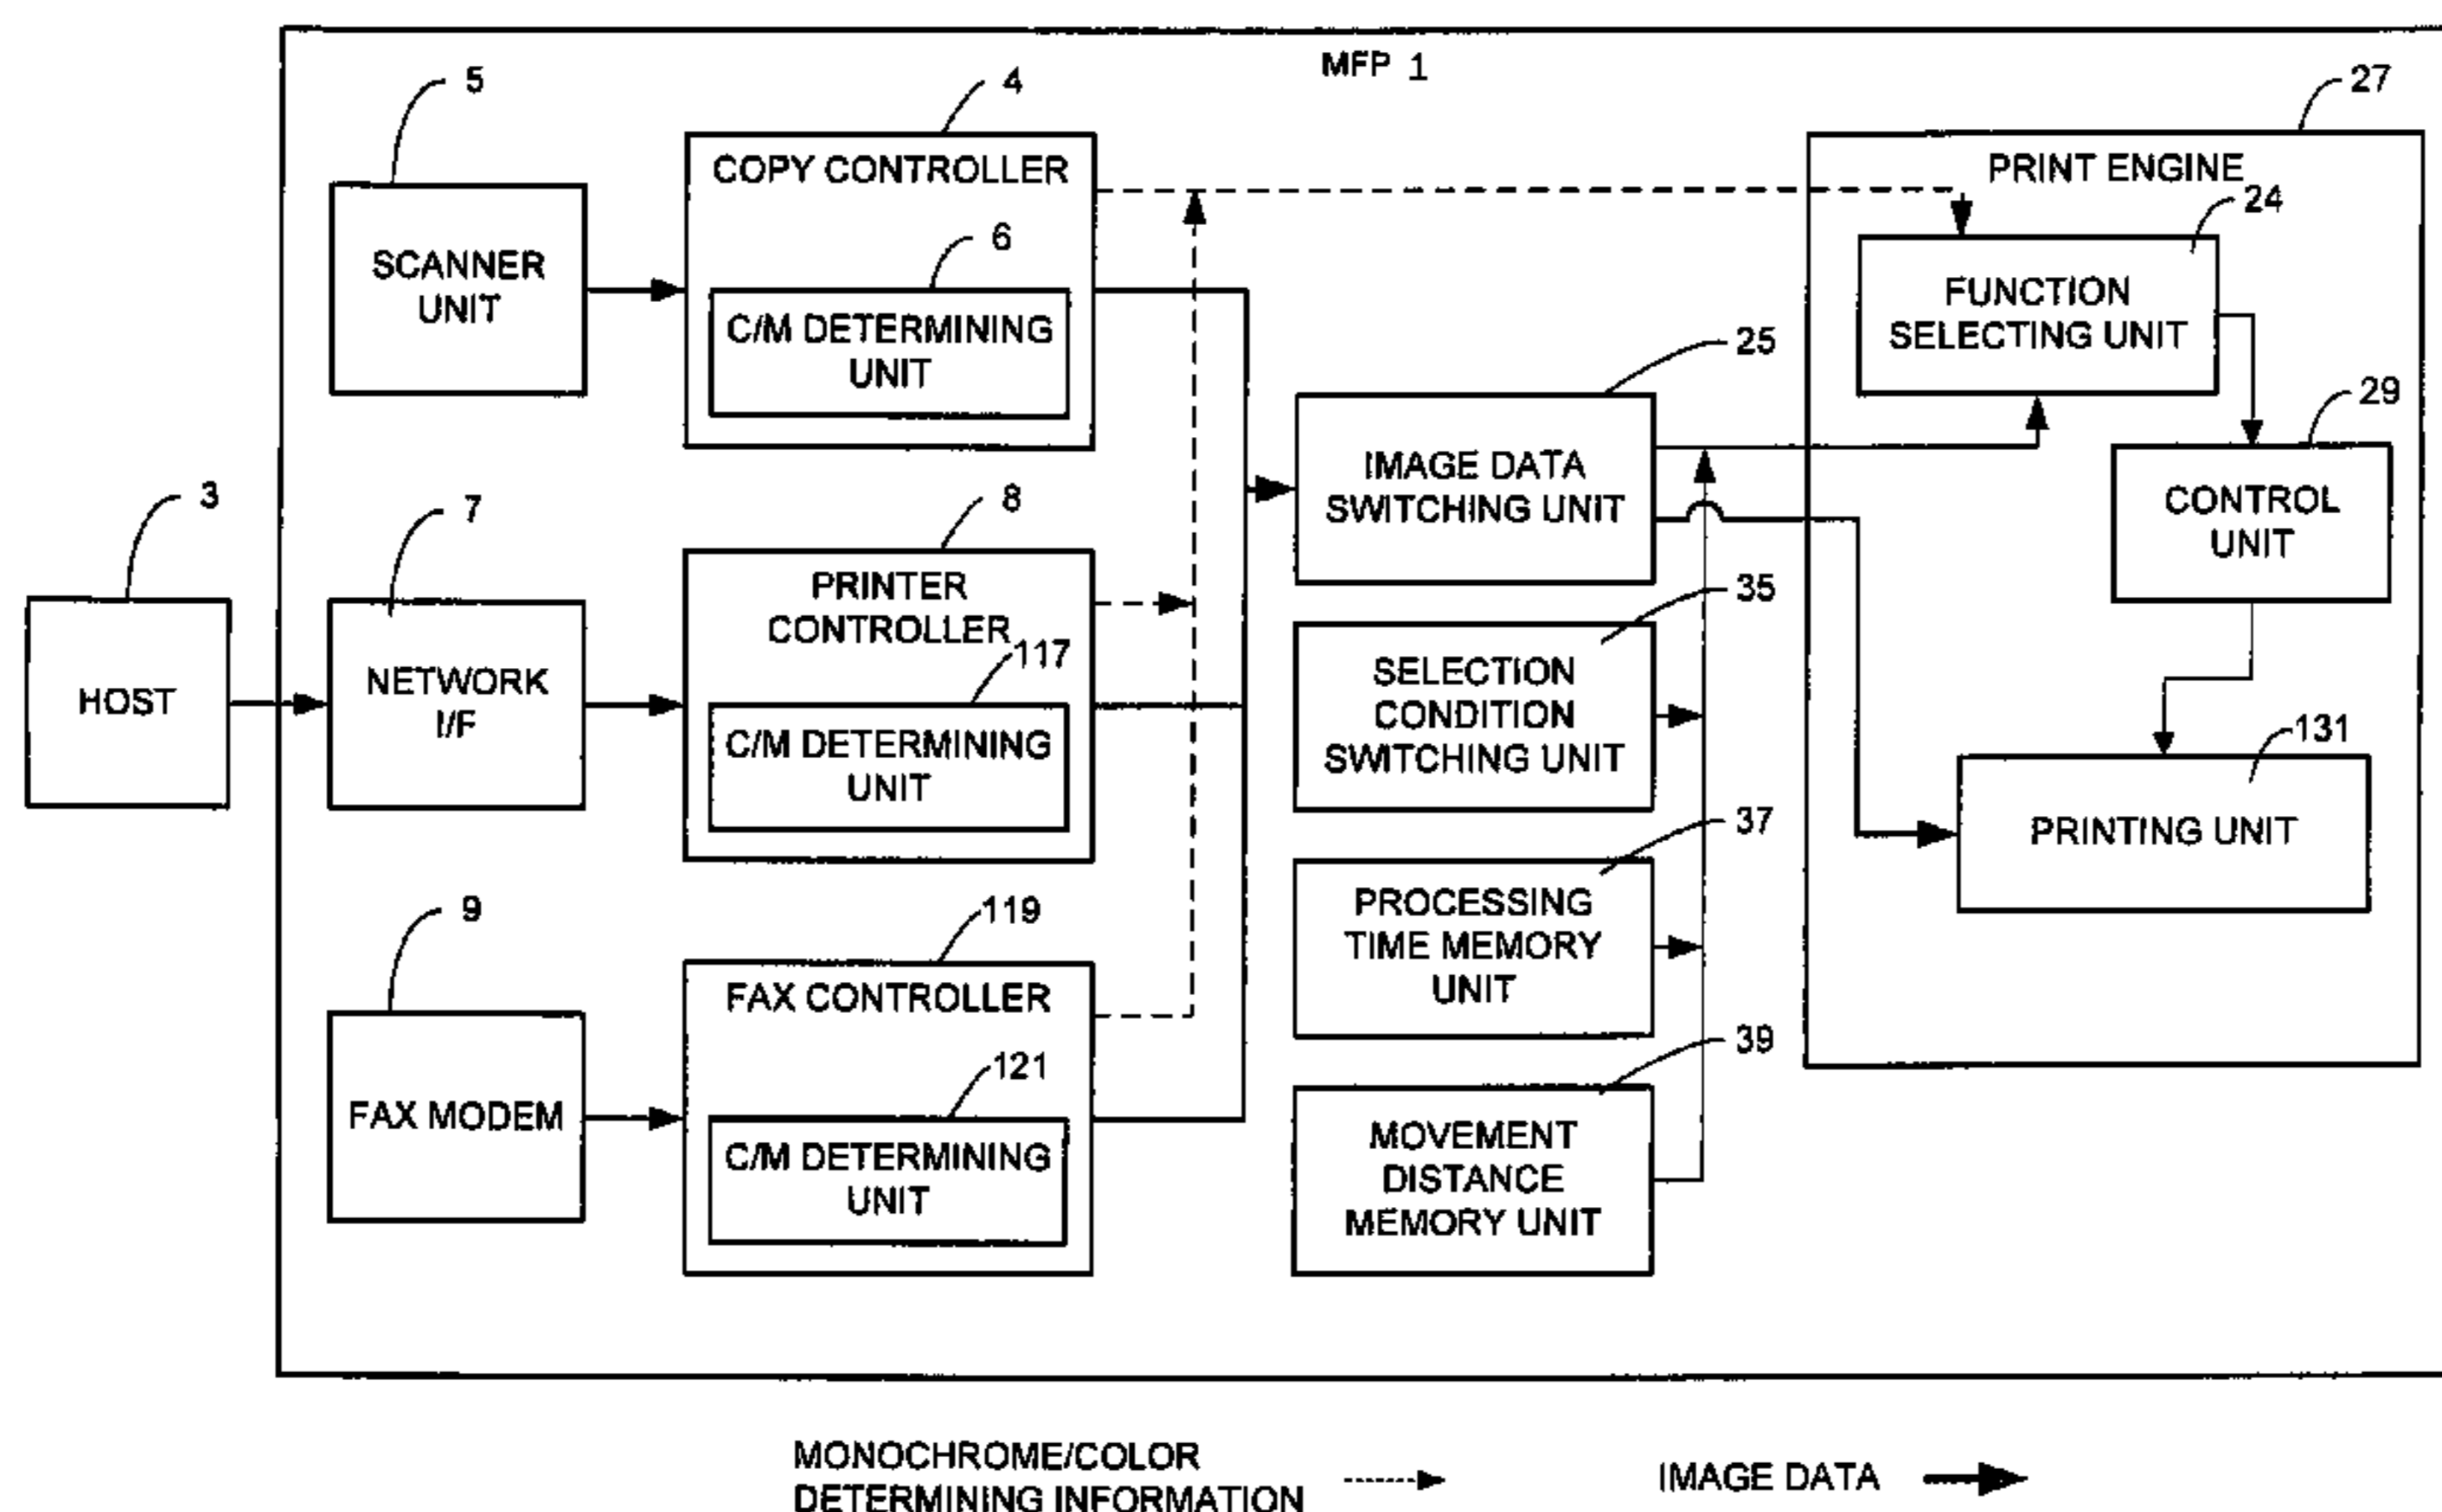 MFP 1
5
4
27
COPY CONTROLLER
PRINT ENGINE
24
SCANNER
UNIT
6
C/M DETERMINING
UNIT
FUNCTION
SELECTING UNIT
25
29
IMAGE DATA
SWITCHING UNIT
CONTROL
UNIT
3
7
8
HOST
NETWORK
I/F
PRINTER
CONTROLLER
117
C/M DETERMINING
UNIT
35
SELECTION
CONDITION
SWITCHING UNIT
131
PRINTING UNIT
37
PROCESSING
TIME MEMORY
UNIT
9
119
FAX MODEM
FAX CONTROLLER
121
C/M DETERMINING
UNIT
39
MOVEMENT
DISTANCE
MEMORY UNIT
MONOCHROME/COLOR
DETERMINING INFORMATION
IMAGE DATA